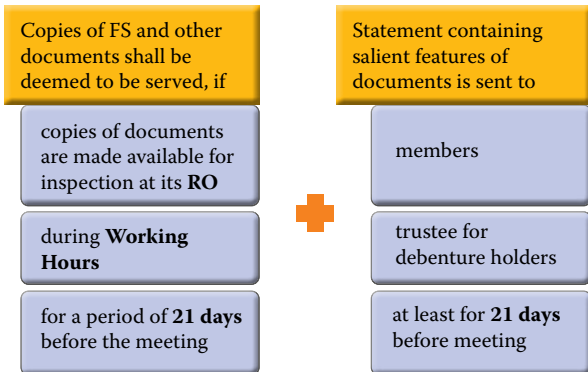 Copies of FS and other
documents shall be
deemed to be served, if
copies of documents
are made available for
inspection at its RO
during Working
Hours
for a period of 21 days
before the meeting
Statement containing
salient features of
documents is sent to
members
trustee for
debenture holders
at least for 21 days
before meeting